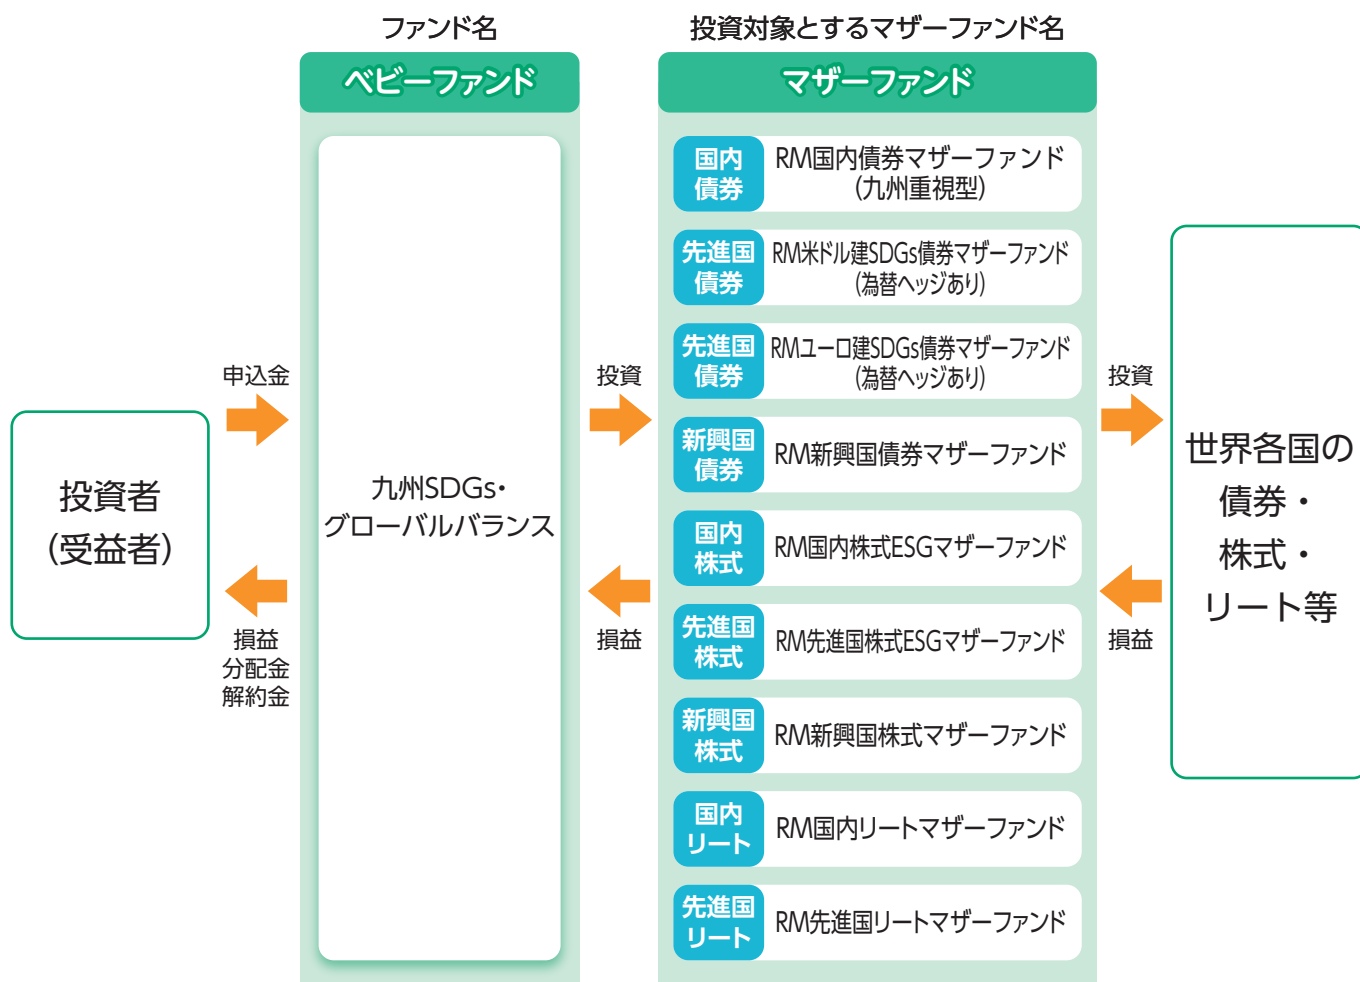 ファンド名
投資対象とするマザーファンド名
ベビーファンド
マザーファンド
投資者
(受益者)
申込金
損益
分配金
解約金
九州SDGs・
グローバルバランス
投資
損益
国内
債券
RM国内債券マザーファンド
(九州重視型)
先進国
債券
RM米ドル建SDGs債券マザーファンド
(為替ヘッジあり)
先進国
債券
RMユーロ建SDGs債券マザーファンド
(為替ヘッジあり)
新興国
債券
RM新興国債券マザーファンド
国内
株式
RM国内株式ESGマザーファンド
先進国
株式
RM先進国株式ESGマザーファンド
新興国
株式
RM新興国株式マザーファンド
国内
リート
RM国内リートマザーファンド
先進国
リート
RM先進国リートマザーファンド
投資
損益
世界各国の
債券・
株式・
リート等